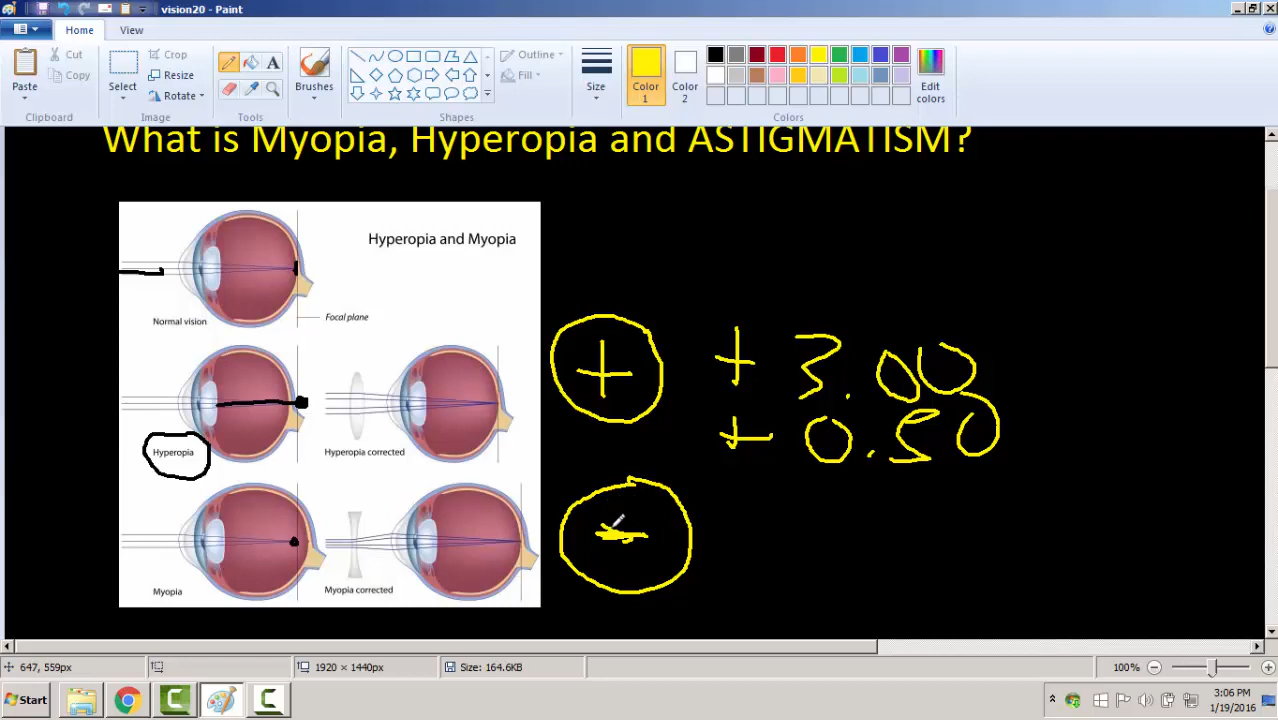 vision20 - Paint
Home View
Paste
Cut
Copy
Clipboard
Select
Crop
Resize
Rotate
Image
Tools
Brushes
Shapes
Outline
Fill
Size
Color 1
Color 2
Edit colors
Colors
What is Myopia, Hyperopia and ASTIGMATISM?
Hyperopia and Myopia
Normal vision
Focal plane
Hyperopia
Hyperopia corrected
Myopia
Myopia corrected
+
+ 3.00
+ 0.50
-
647, 559px
1920 × 1440px
Size: 164.6KB
100%
Start
3:06 PM
1/19/2016